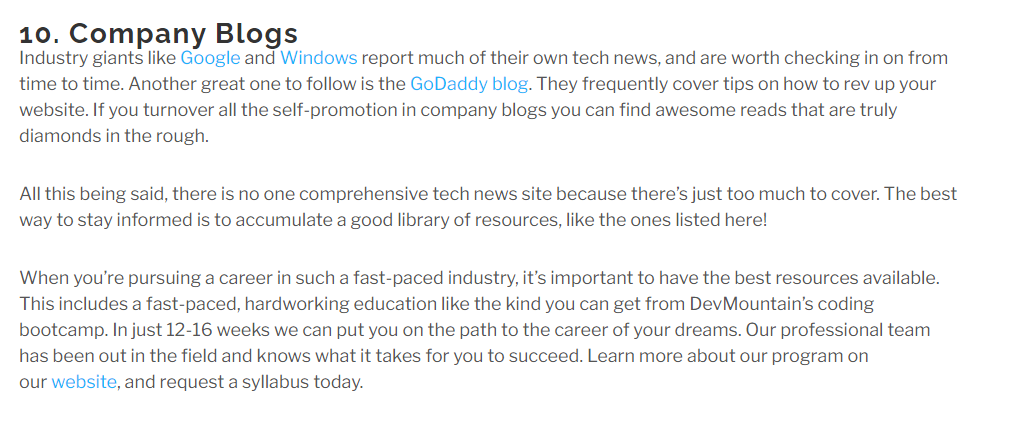 10. Company Blogs
Industry giants like Google and Windows report much of their own tech news, and are worth checking in on from
time to time. Another great one to follow is the GoDaddy blog. They frequently cover tips on how to rev up your
website. If you turnover all the self-promotion in company blogs you can find awesome reads that are truly
diamonds in the rough.
All this being said, there is no one comprehensive tech news site because there's just too much to cover. The best
way to stay informed is to accumulate a good library of resources, like the ones listed here!
When you're pursuing a career in such a fast-paced industry, it's important to have the best resources available.
This includes a fast-paced, hardworking education like the kind you can get from DevMountain's coding
bootcamp. In just 12-16 weeks we can put you on the path to the career of your dreams. Our professional team
has been out in the field and knows what it takes for you to succeed. Learn more about our program on
our website, and request a syllabus today.